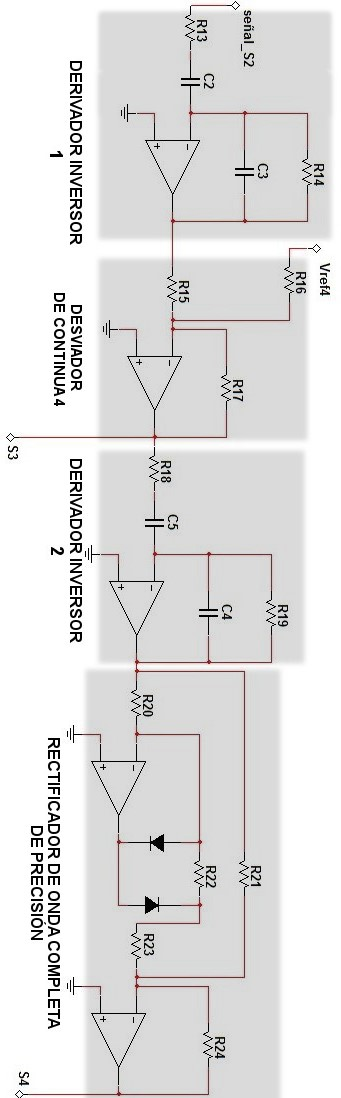 señal_S2
R13
C2
R14
C3
-
+
DERIVADOR INVERSOR
1
Vref4
R16
R15
R17
-
+
DESVIADOR
DE CONTINUA 4
S3
R18
C5
R19
C4
-
+
DERIVADOR INVERSOR
2
R20
R21
R22
-
+
R23
R24
-
+
RECTIFICADOR DE ONDA COMPLETA
DE PRECISIÓN
S4